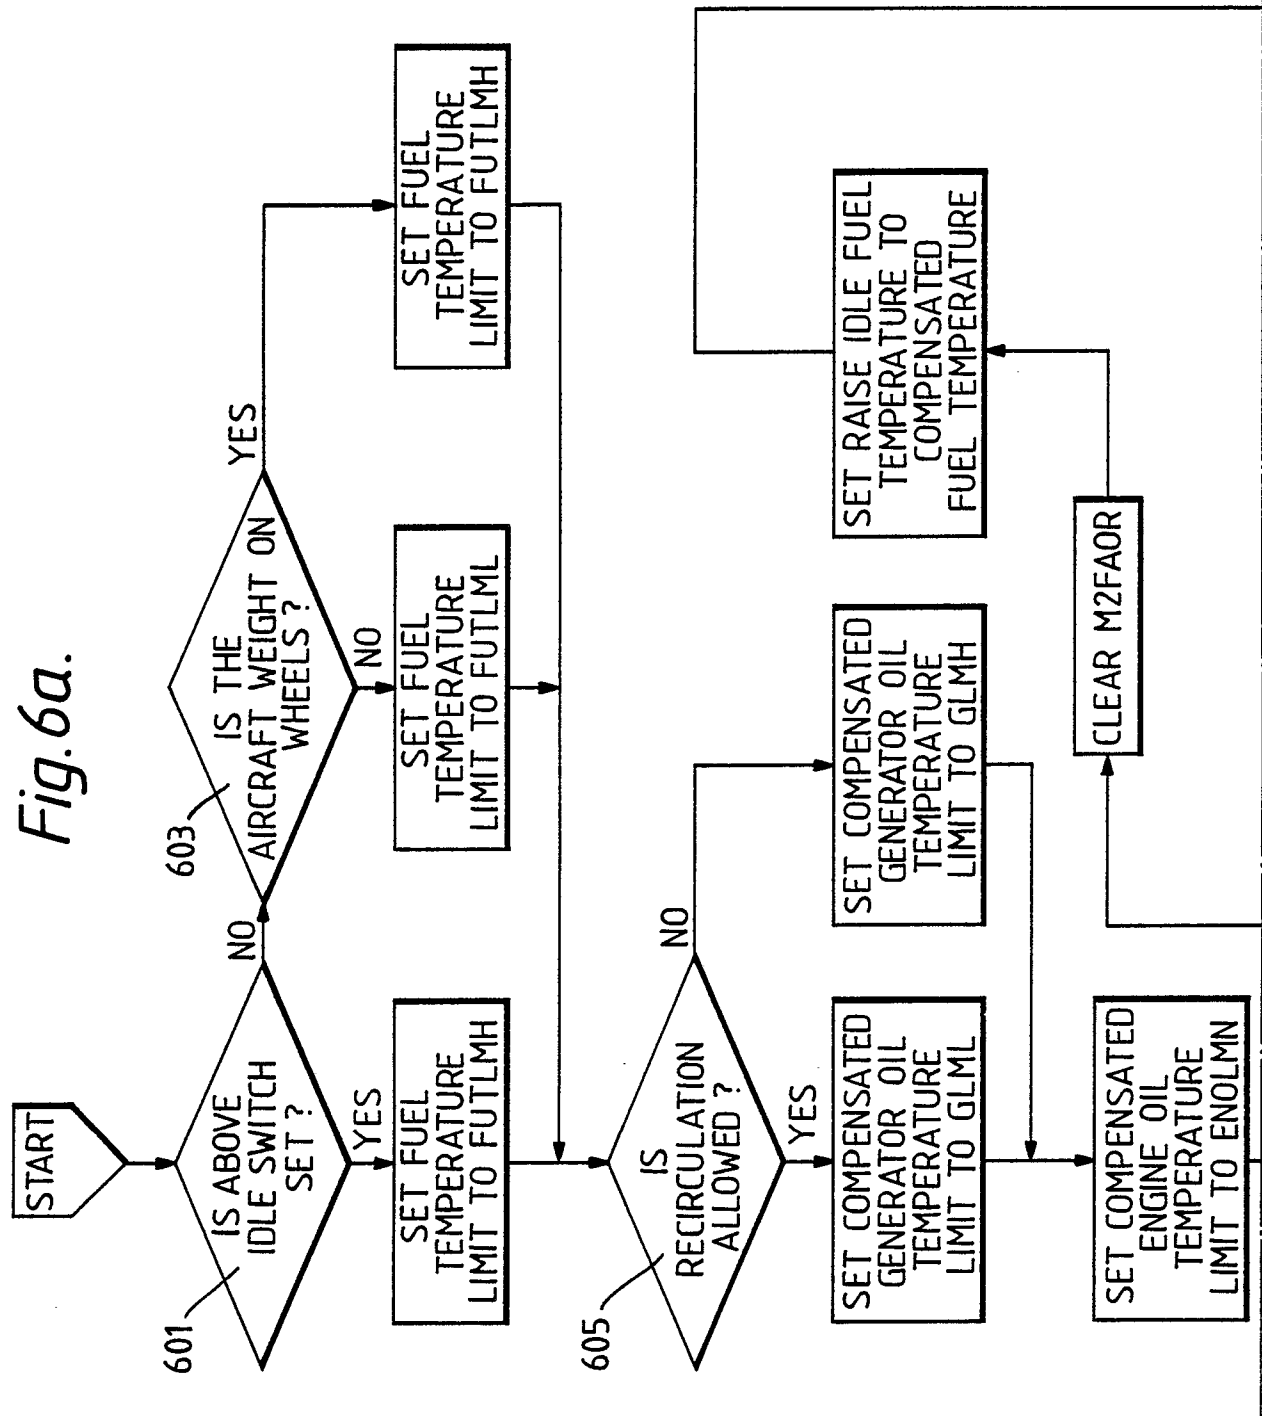 Fig. 6a.
START
601
IS ABOVE
IDLE SWITCH
SET ?
NO
YES
603
IS THE
AIRCRAFT WEIGHT ON
WHEELS ?
YES
NO
SET FUEL
TEMPERATURE
LIMIT TO FUTLMH
SET FUEL
TEMPERATURE
LIMIT TO FUTLML
SET FUEL
TEMPERATURE
LIMIT TO FUTLMH
605
IS
RECIRCULATION
ALLOWED ?
NO
YES
SET COMPENSATED
GENERATOR OIL
TEMPERATURE
LIMIT TO GLML
SET COMPENSATED
GENERATOR OIL
TEMPERATURE
LIMIT TO GLMH
SET RAISE IDLE FUEL
TEMPERATURE TO
COMPENSATED
FUEL TEMPERATURE
SET COMPENSATED
ENGINE OIL
TEMPERATURE
LIMIT TO ENOLMN
CLEAR M2FAOR